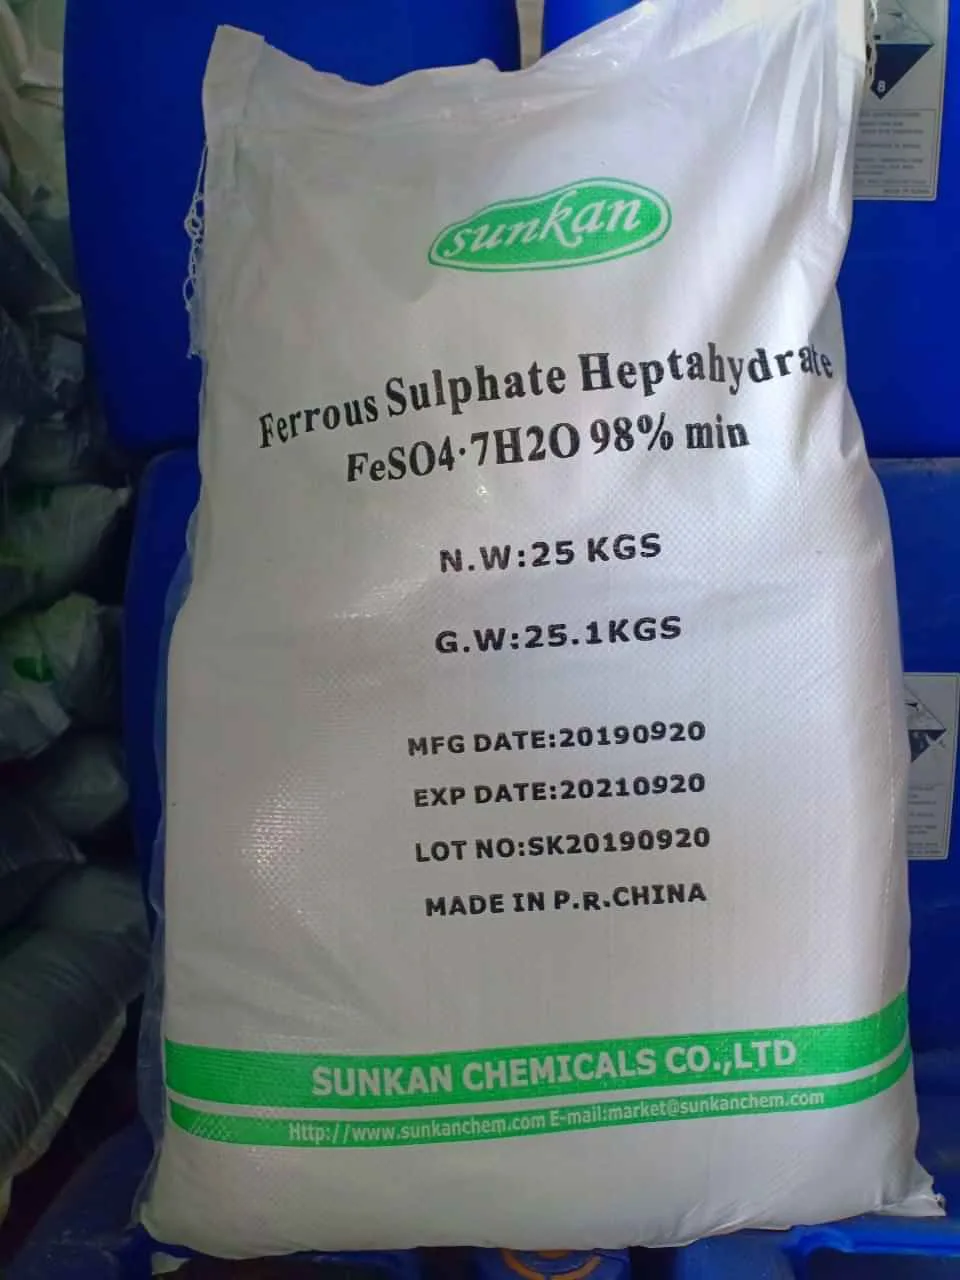 sunkan
Ferrous Sulphate Heptahydrate
FeSO4·7H2O 98% min
N.W:25 KGS
G.W:25.1KGS
MFG DATE:20190920
EXP DATE:20210920
LOT NO:SK20190920
MADE IN P.R.CHINA
SUNKAN CHEMICALS CO.,LTD
Http://www.sunkanchem.com E-mail:market@sunkanchem.com
8